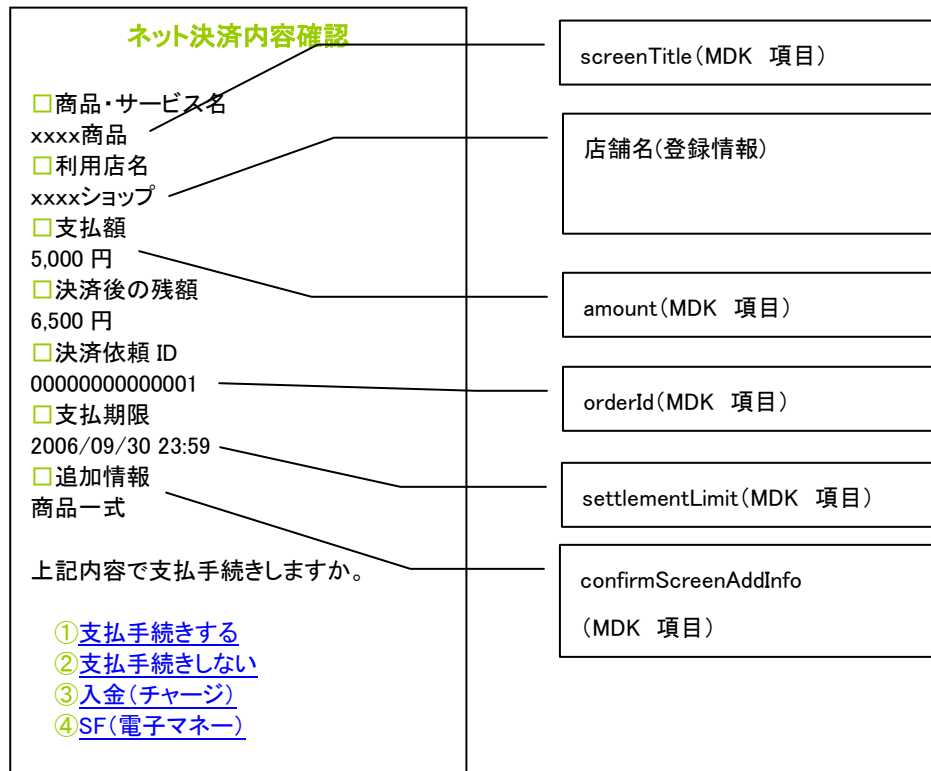 ネット決済内容確認
□商品・サービス名
xxxx商品
□利用店名
xxxxショップ
□支払額
5,000 円
□決済後の残額
6,500 円
□決済依頼 ID
00000000000001
□支払期限
2006/09/30 23:59
□追加情報
商品一式
上記内容で支払手続きしますか。
①支払手続きする
②支払手続きしない
③入金(チャージ)
④SF(電子マネー)
screenTitle(MDK 項目)
店舗名(登録情報)
amount(MDK 項目)
orderId(MDK 項目)
settlementLimit(MDK 項目)
confirmScreenAddInfo
(MDK 項目)